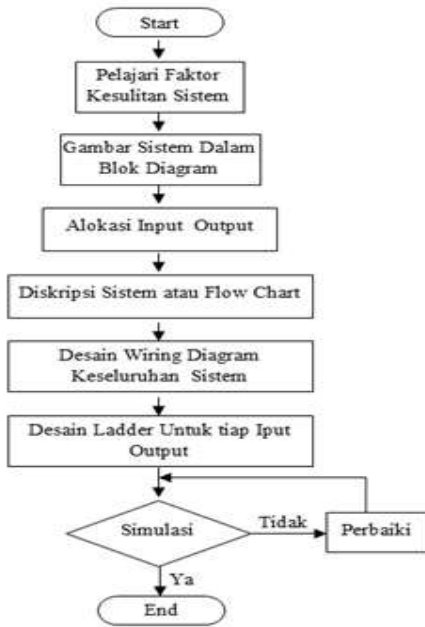 Start
Pelajari Faktor
Kesulitan Sistem
Gambar Sistem Dalam
Blok Diagram
Alokasi Input Output
Diskripsi Sistem atau Flow Chart
Desain Wiring Diagram
Keseluruhan Sistem
Desain Ladder Untuk tiap Iput
Output
Simulasi
Tidak
Perbaiki
Ya
End